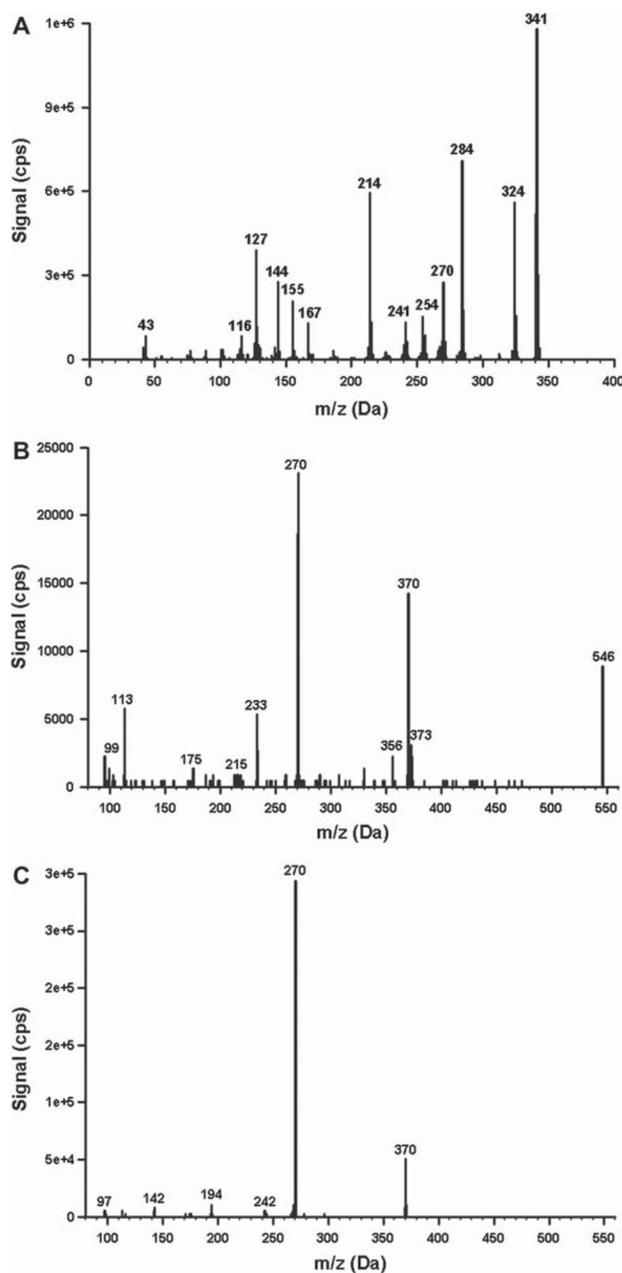 A
Signal (cps)
1e+6
9e+5
6e+5
3e+5
0
341
284
324
214
127
144
270
155
241
254
167
43
116
0 50 100 150 200 250 300 350 400
m/z (Da)
B
Signal (cps)
25000
20000
15000
10000
5000
0
270
370
546
113
233
373
356
99
175
215
100 150 200 250 300 350 400 450 500 550
m/z (Da)
C
Signal (cps)
3e+5
3e+5
2e+5
2e+5
1e+5
1e+5
5e+4
0
270
370
97
142
194
242
100 150 200 250 300 350 400 450 500 550
m/z (Da)